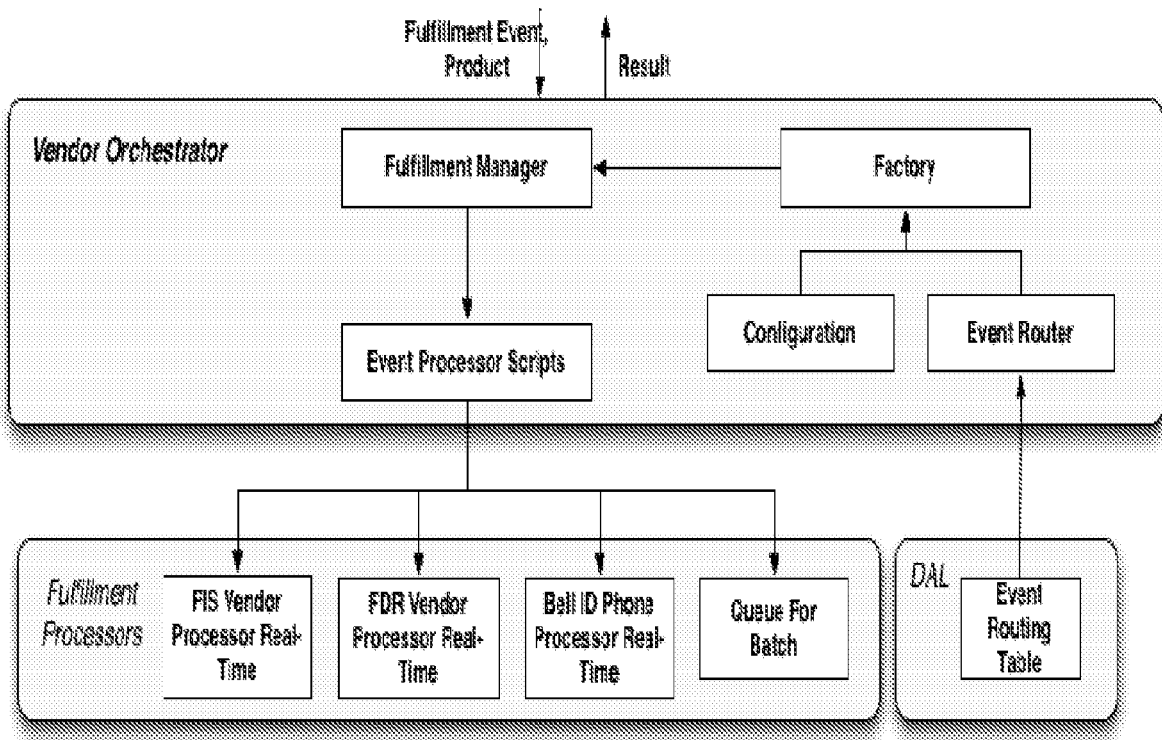 Fulfillment Event,
Product
Result
Vendor Orchestrator
Fulfillment Manager
Factory
Configuration
Event Router
Event Processor Scripts
Fulfillment
Processors
FIS Vendor
Processor Real-
Time
FDR Vendor
Processor Real-
Time
Bell ID Phone
Processor Real-
Time
Queue For
Batch
DAL
Event
Routing
Table